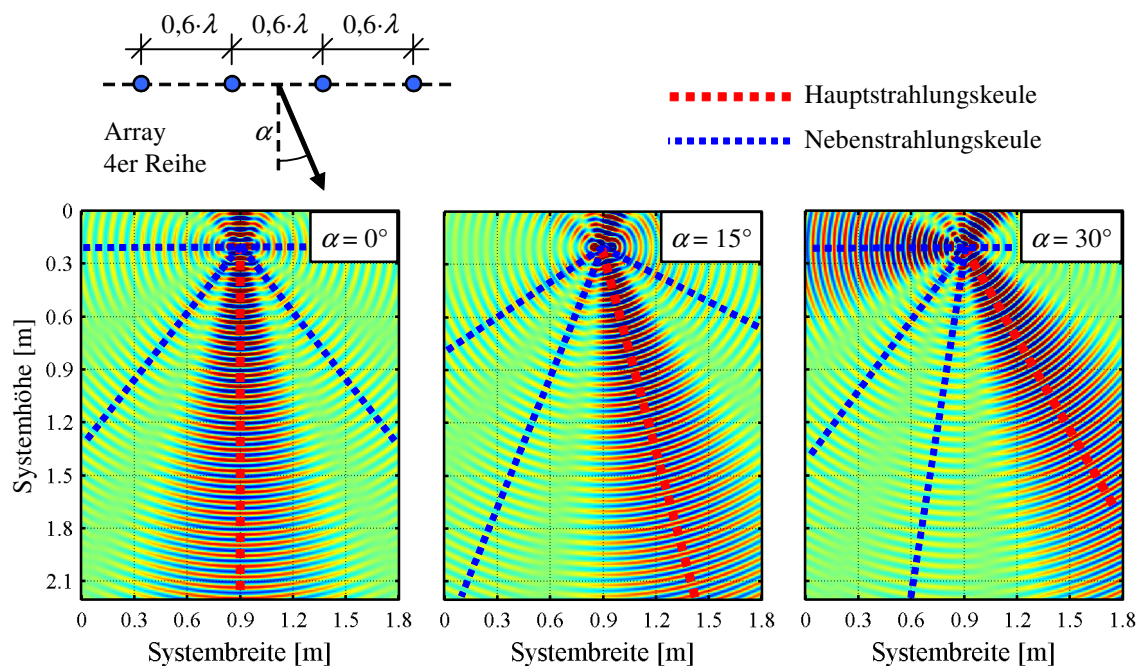 0,6·λ 0,6·λ 0,6·λ
α
Array
4er Reihe
Hauptstrahlungskeule
Nebenstrahlungskeule
α = 0°
α = 15°
α = 30°
Systemhöhe [m]
0
0.3
0.6
0.9
1.2
1.5
1.8
2.1
0 0.3 0.6 0.9 1.2 1.5 1.8
0 0.3 0.6 0.9 1.2 1.5 1.8
0 0.3 0.6 0.9 1.2 1.5 1.8
Systembreite [m]
Systembreite [m]
Systembreite [m]